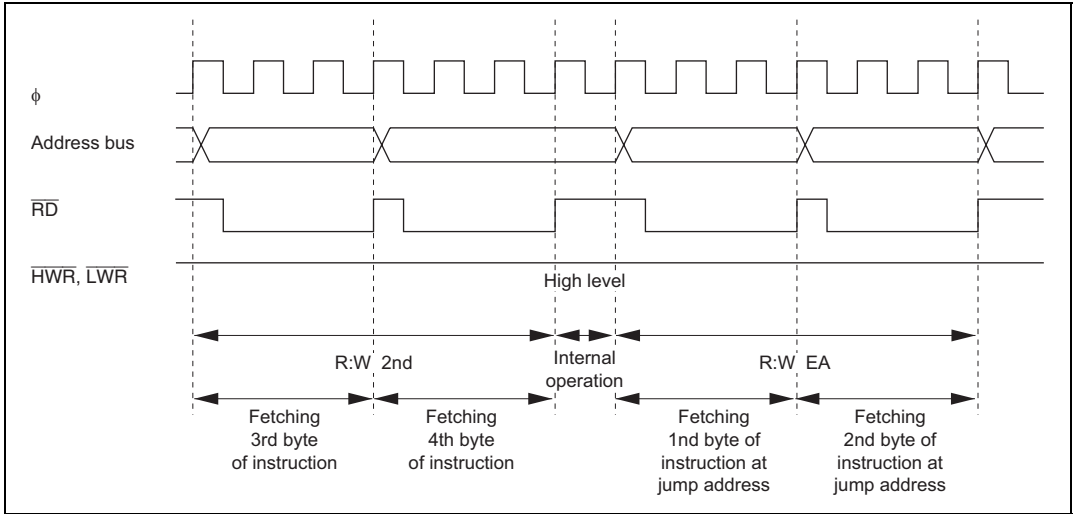 ϕ
Address bus
RD
HWR, LWR
High level
R:W 2nd
Internal
operation
R:W EA
Fetching
3rd byte
of instruction
Fetching
4th byte
of instruction
Fetching
1nd byte of
instruction at
jump address
Fetching
2nd byte of
instruction at
jump address